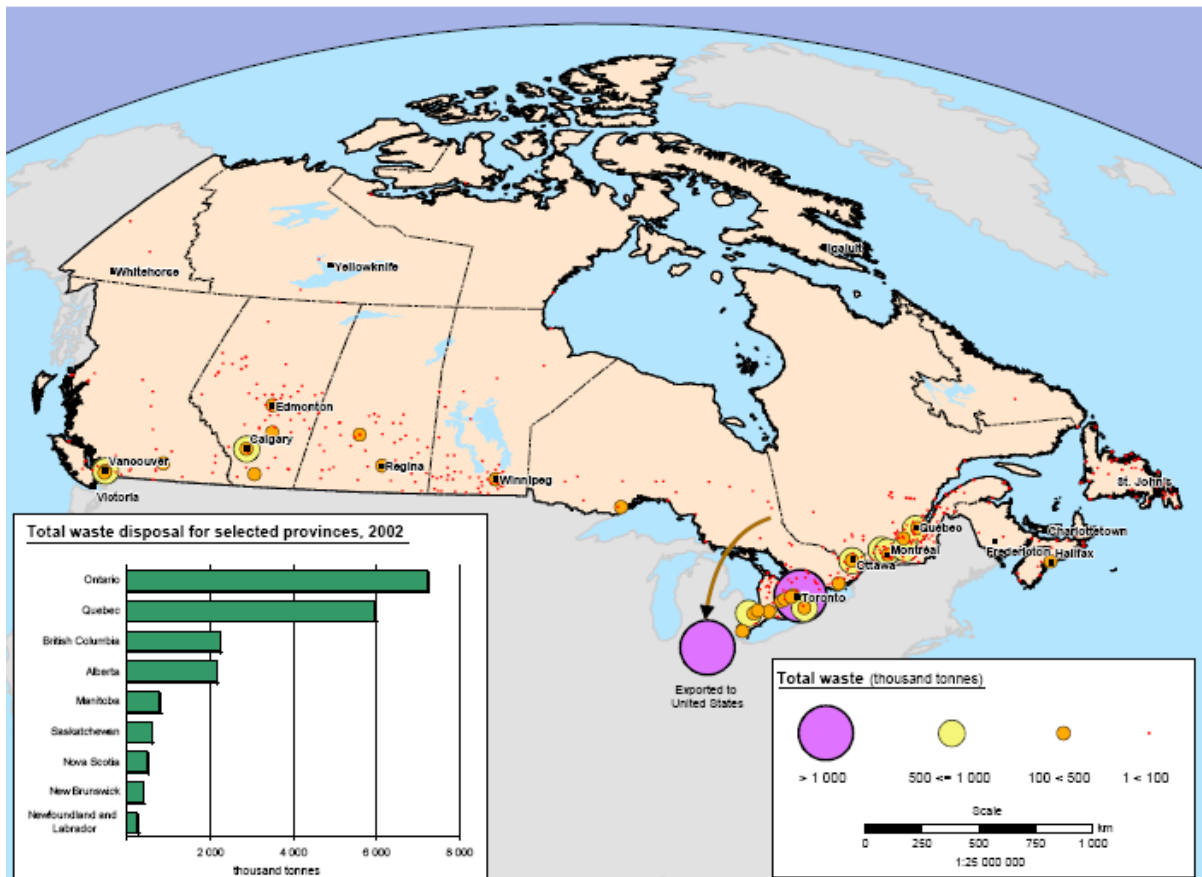 Iqaluit
Whitehorse
Yellowknife
Edmonton
Calgary
Vancouver
Victoria
Regina
Winnipeg
St. John's
Québec
Charlottetown
Montréal
Fredericton
Halifax
Ottawa
Toronto
Exported to
United States
Total waste disposal for selected provinces, 2002
Ontario
Quebec
British Columbia
Alberta
Manitoba
Saskatchewan
Nova Scotia
New Brunswick
Newfoundland and
Labrador
2 000 4 000 6 000 8 000
thousand tonnes
Total waste (thousand tonnes)
> 1 000 500 <= 1 000 100 < 500 1 < 100
Scale
0 250 500 750 1 000 km
1:25 000 000